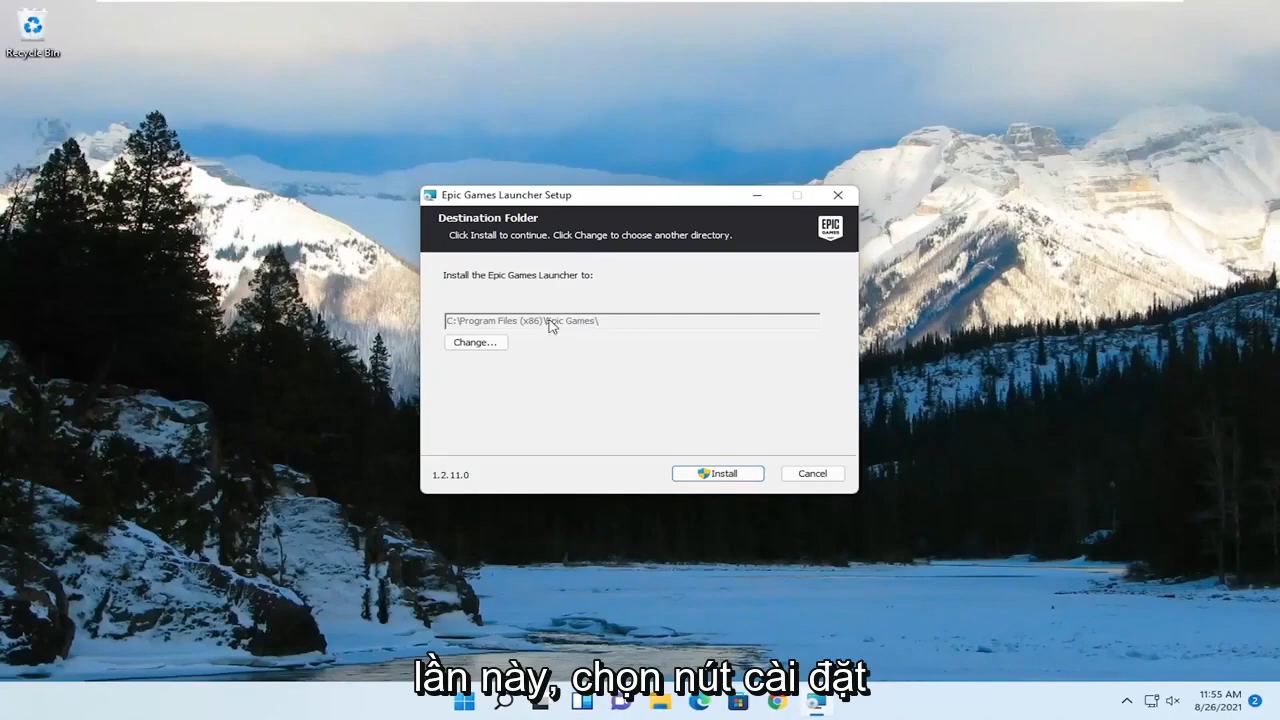 Recycle Bin
Epic Games Launcher Setup
Destination Folder
Click Install to continue. Click Change to choose another directory.
EPIC
GAMES
Install the Epic Games Launcher to:
C:\Program Files (x86)\Epic Games\
Change...
1.2.11.0
Install
Cancel
lần này, chọn nút cài đặt
11:55 AM
8/26/2021
2